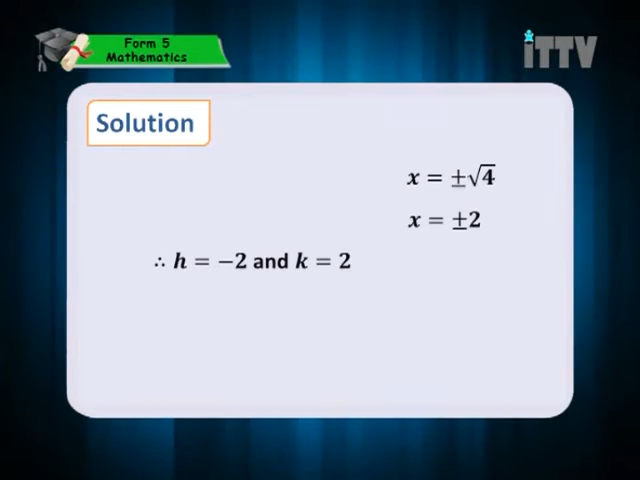 Form 5
Mathematics
iTTV
Solution
x = ±√4
x = ±2
∴ h = −2 and k = 2